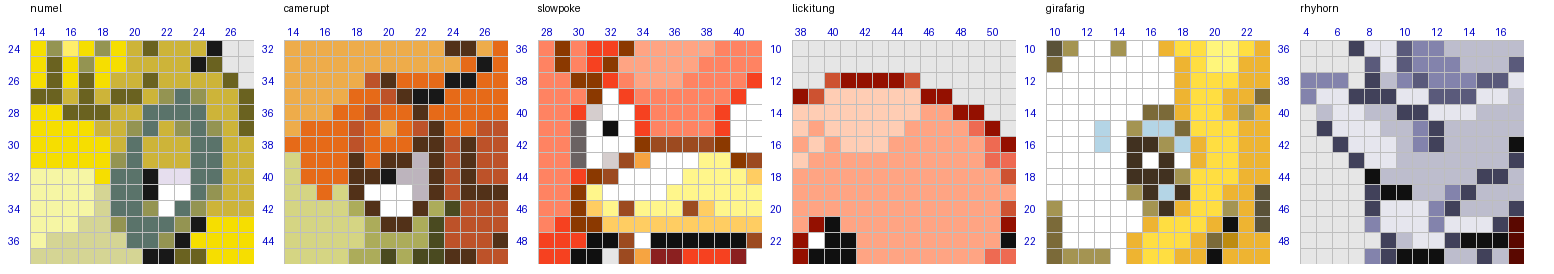 numel camerupt slowpoke lickitung girafarig rhyhorn
14 16 18 20 22 24 26 14 16 18 20 22 24 26 28 30 32 34 36 38 40 38 40 42 44 46 48 50 10 12 14 16 18 20 22 4 6 8 10 12 14 16
24 32 36 10 10 36
26 34 38 12 12 38
28 36 40 14 14 40
30 38 42 16 16 42
32 40 44 18 18 44
34 42 46 20 20 46
36 44 48 22 22 48